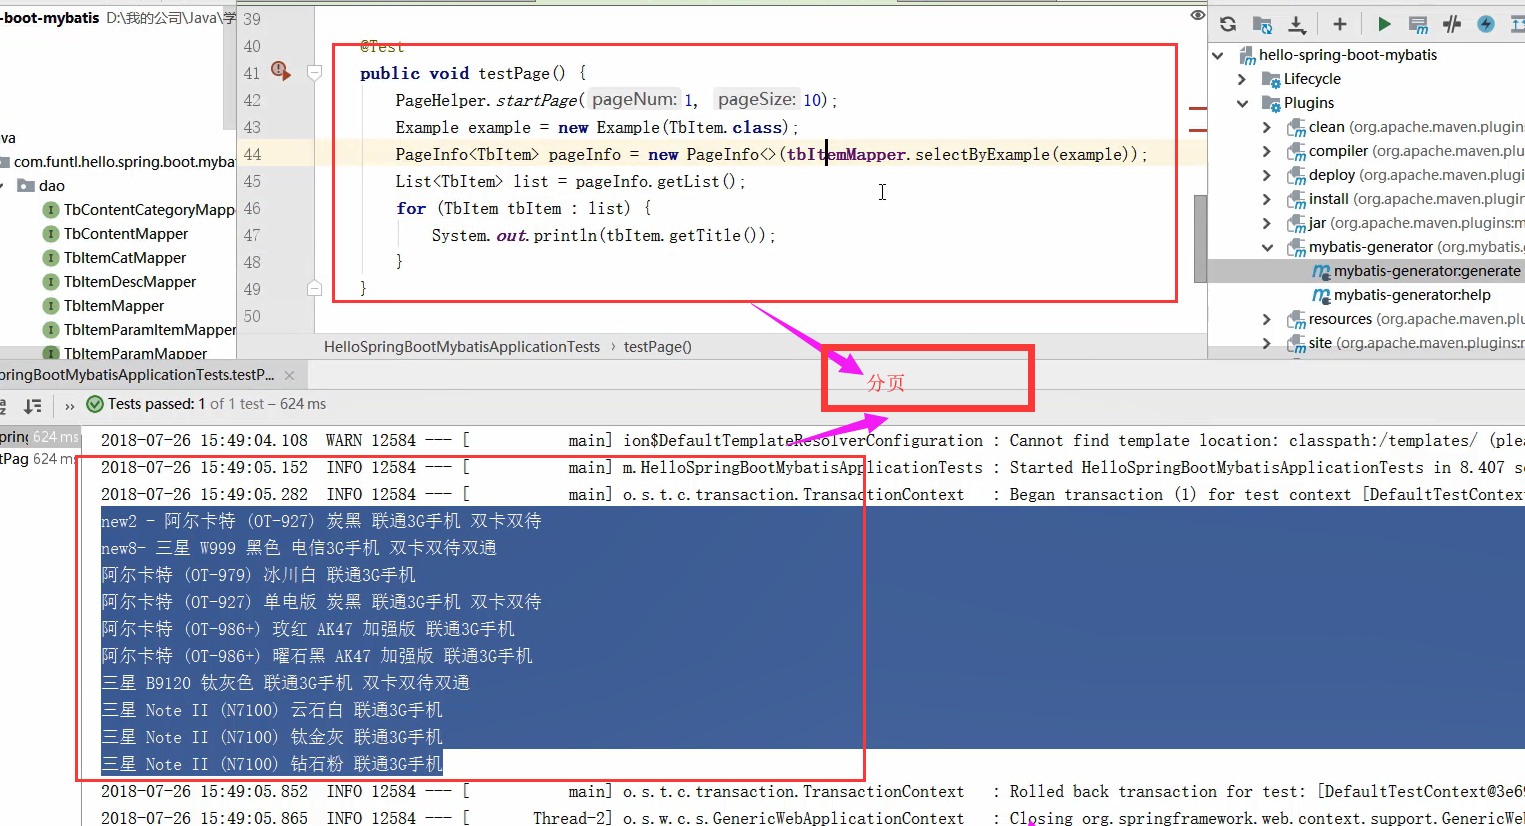 -boot-mybatis D:\我的公司\Java\学
39
40 @Test
41 public void testPage() {
42 PageHelper.startPage( pageNum: 1, pageSize: 10);
43 Example example = new Example(TbItem.class);
44 PageInfo<TbItem> pageInfo = new PageInfo<>(tbItemMapper.selectByExample(example));
45 List<TbItem> list = pageInfo.getList();
46 for (TbItem tbItem : list) {
47 System.out.println(tbItem.getTitle());
48 }
49 }
50
va
com.funtl.hello.spring.boot.mybat
dao
TbContentCategoryMapp
TbContentMapper
TbItemCatMapper
TbItemDescMapper
TbItemMapper
TbItemParamItemMapper
TbItemParamMapper
HelloSpringBootMybatisApplicationTests › testPage()
hello-spring-boot-mybatis
Lifecycle
Plugins
clean (org.apache.maven.plugins
compiler (org.apache.maven.plug
deploy (org.apache.maven.plugin
install (org.apache.maven.plugin
jar (org.apache.maven.plugins:m
mybatis-generator (org.mybatis.
mybatis-generator:generate
mybatis-generator:help
resources (org.apache.maven.plu
site (org.apache.maven.plugins:m
分页
pringBootMybatisApplicationTests.testP...
Tests passed: 1 of 1 test – 624 ms
pring 624 ms
tPag 624 ms
2018-07-26 15:49:04.108 WARN 12584 --- [ main] ion$DefaultTemplateResolverConfiguration : Cannot find template location: classpath:/templates/ (plea
2018-07-26 15:49:05.152 INFO 12584 --- [ main] m.HelloSpringBootMybatisApplicationTests : Started HelloSpringBootMybatisApplicationTests in 8.407 se
2018-07-26 15:49:05.282 INFO 12584 --- [ main] o.s.t.c.transaction.TransactionContext : Began transaction (1) for test context [DefaultTestContex
new2 - 阿尔卡特 (OT-927) 炭黑 联通3G手机 双卡双待
new8- 三星 W999 黑色 电信3G手机 双卡双待双通
阿尔卡特 (OT-979) 冰川白 联通3G手机
阿尔卡特 (OT-927) 单电版 炭黑 联通3G手机 双卡双待
阿尔卡特 (OT-986+) 玫红 AK47 加强版 联通3G手机
阿尔卡特 (OT-986+) 曜石黑 AK47 加强版 联通3G手机
三星 B9120 钛灰色 联通3G手机 双卡双待双通
三星 Note II (N7100) 云石白 联通3G手机
三星 Note II (N7100) 钛金灰 联通3G手机
三星 Note II (N7100) 钻石粉 联通3G手机
2018-07-26 15:49:05.852 INFO 12584 --- [ main] o.s.t.c.transaction.TransactionContext : Rolled back transaction for test: [DefaultTestContext@3e69
2018-07-26 15:49:05.865 INFO 12584 --- [ Thread-2] o.s.w.c.s.GenericWebApplicationContext : Closing org.springframework.web.context.support.GenericWeb